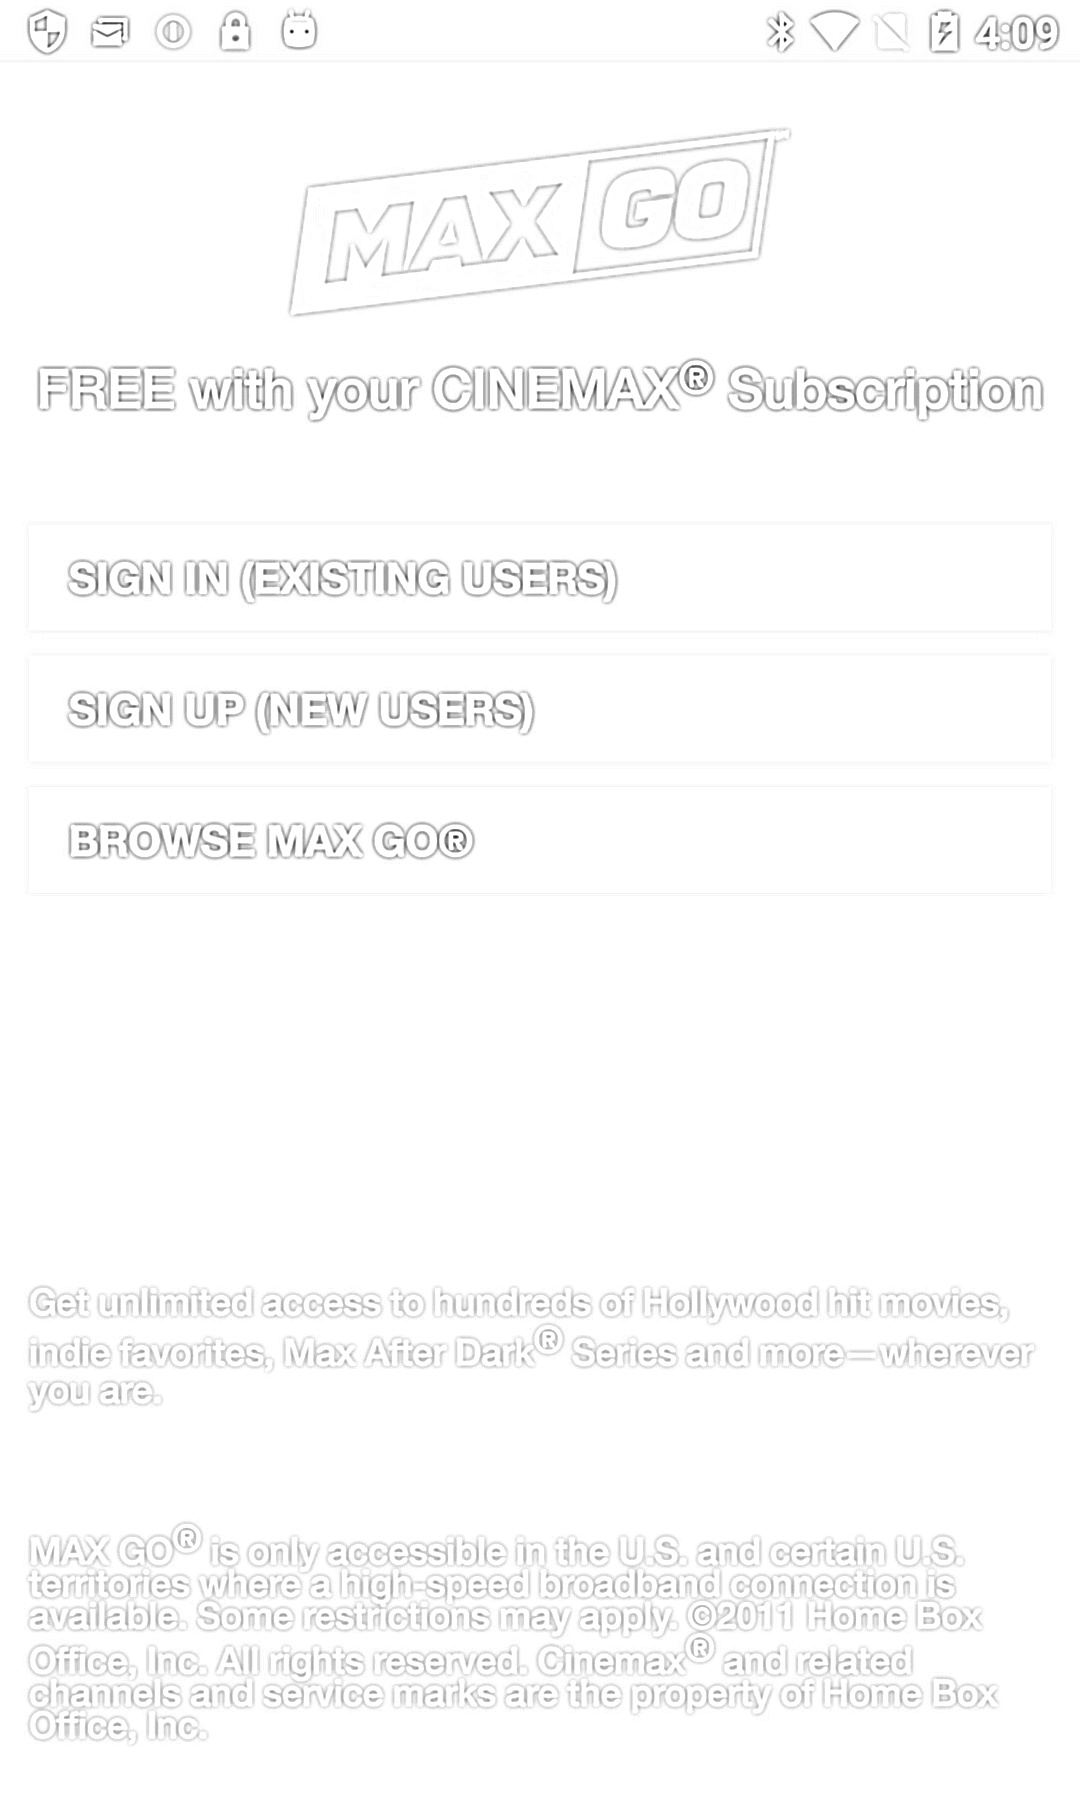 4:09
MAX GO
FREE with your CINEMAX® Subscription
SIGN IN (EXISTING USERS)
SIGN UP (NEW USERS)
BROWSE MAX GO®
Get unlimited access to hundreds of Hollywood hit movies,
indie favorites, Max After Dark® Series and more—wherever
you are.
MAX GO® is only accessible in the U.S. and certain U.S.
territories where a high-speed broadband connection is
available. Some restrictions may apply. ©2011 Home Box
Office, Inc. All rights reserved. Cinemax® and related
channels and service marks are the property of Home Box
Office, Inc.